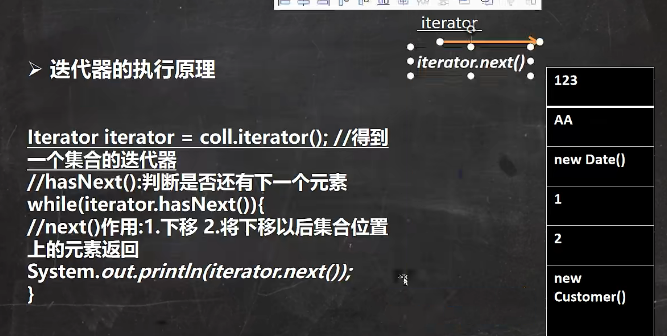 iterator
iterator.next()
➢ 迭代器的执行原理
Iterator iterator = coll.iterator(); //得到
一个集合的迭代器
//hasNext():判断是否还有下一个元素
while(iterator.hasNext()){
//next()作用:1.下移 2.将下移以后集合位置
上的元素返回
System.out.println(iterator.next());
}
123
AA
new Date()
1
2
new
Customer()